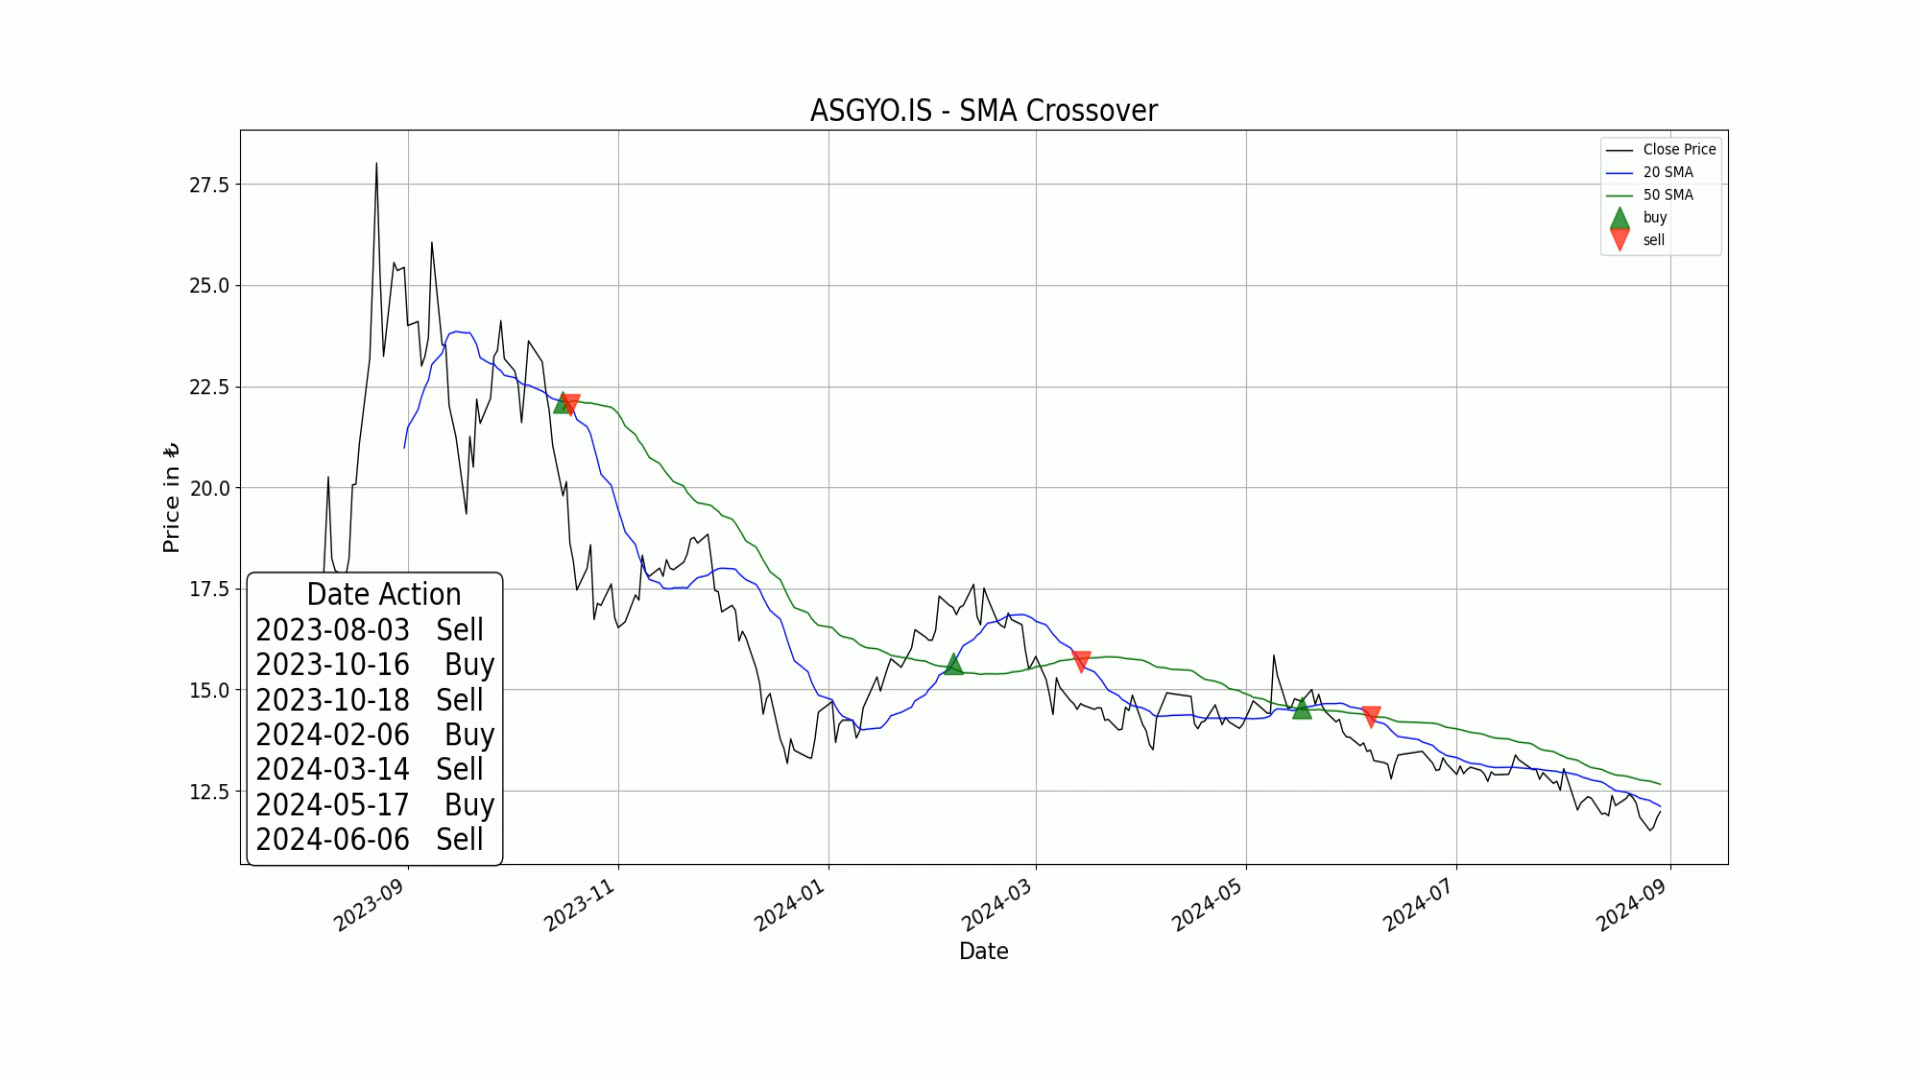 ASGYO.IS - SMA Crossover
Close Price
20 SMA
50 SMA
buy
sell
27.5
25.0
22.5
20.0
17.5
15.0
12.5
Price in ₺
Date Action
2023-08-03 Sell
2023-10-16 Buy
2023-10-18 Sell
2024-02-06 Buy
2024-03-14 Sell
2024-05-17 Buy
2024-06-06 Sell
2023-09
2023-11
2024-01
2024-03
2024-05
2024-07
2024-09
Date